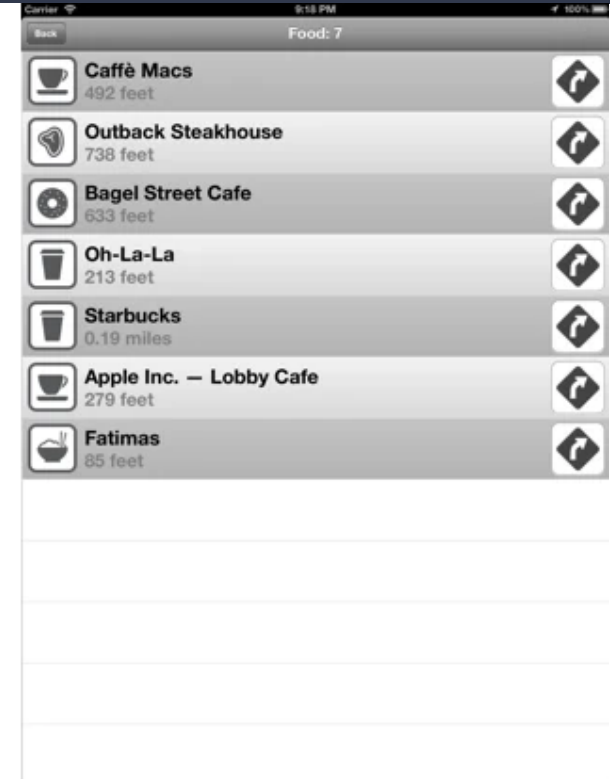 Carrier 9:18 PM 100%
Back Food: 7
Caffè Macs
492 feet
Outback Steakhouse
738 feet
Bagel Street Cafe
633 feet
Oh-La-La
213 feet
Starbucks
0.19 miles
Apple Inc. — Lobby Cafe
279 feet
Fatimas
85 feet